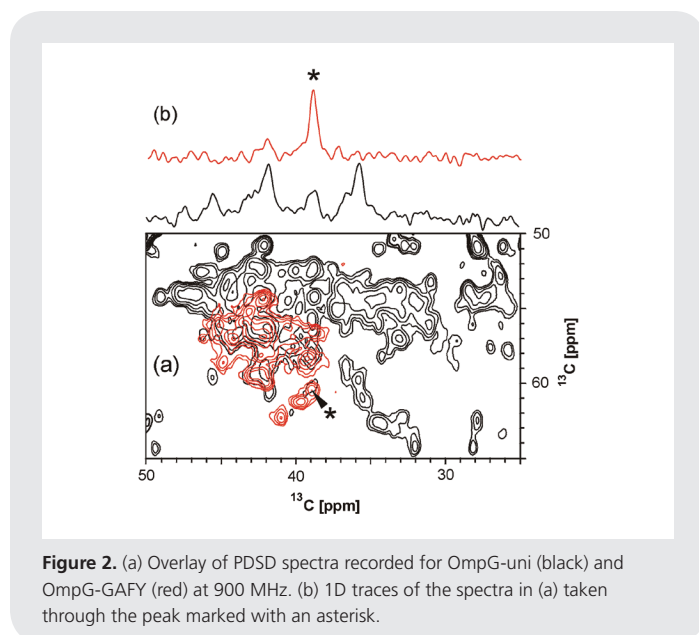 *
(b)
50
(a)
*
60
¹³C [ppm]
50 40 30
¹³C [ppm]
Figure 2. (a) Overlay of PDSD spectra recorded for OmpG-uni (black) and
OmpG-GAFY (red) at 900 MHz. (b) 1D traces of the spectra in (a) taken
through the peak marked with an asterisk.